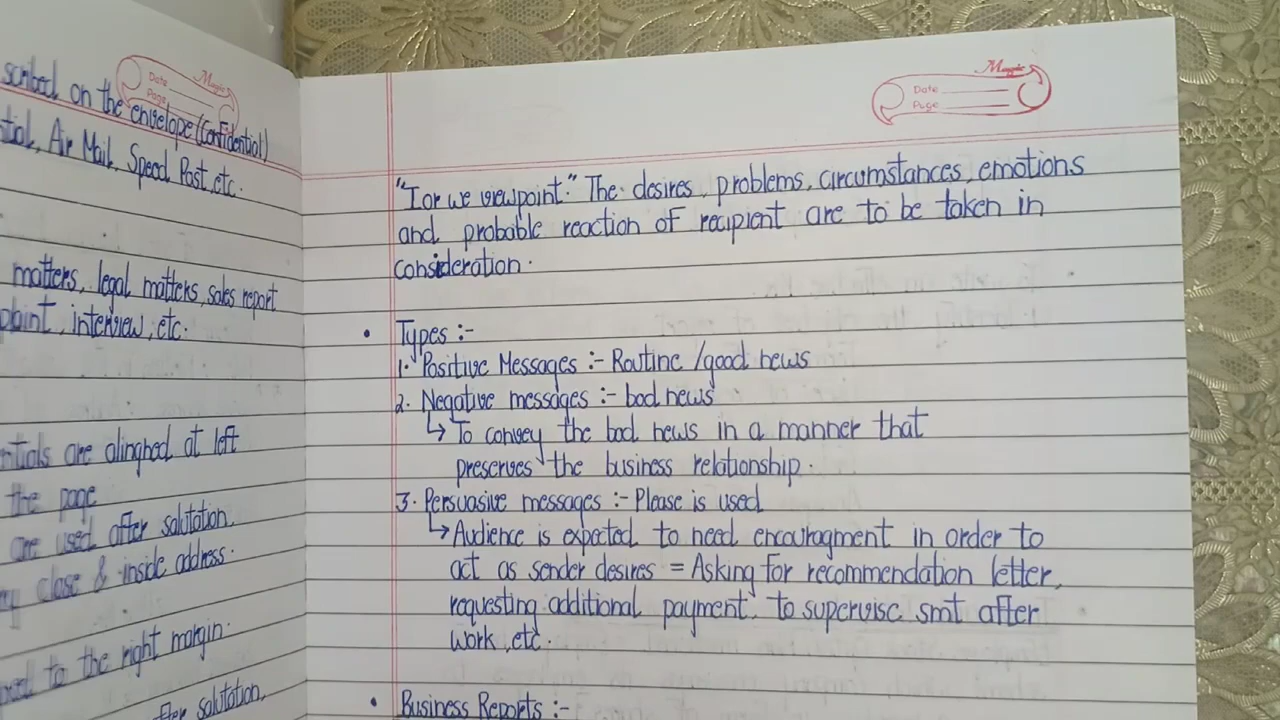 scribed on the envelope (Confidential)
tial, Air Mail, Speed Post, etc.
matters, legal matters, sales report
plaint, interview, etc.
ntials are alinghed at left
the page
are used after salutation.
close & inside address.
to the right margin.
salutation.
Magic
Date
Page
Magic
Date
Page
"I or we viewpoint." The desires, problems, circumstances, emotions
and probable reaction of recipient are to be taken in
consideration.
• Types :-
1. Positive Messages :- Routine / good news
2. Negative messages :- bad news
↳ To convey the bad news in a manner that
preserves the business relationship.
3. Persuasive messages :- Please is used
↳ Audience is expected to need encouragment in order to
act as sender desires = Asking for recommendation letter,
requesting additional payment, to supervise smt after
work, etc.
• Business Reports :-